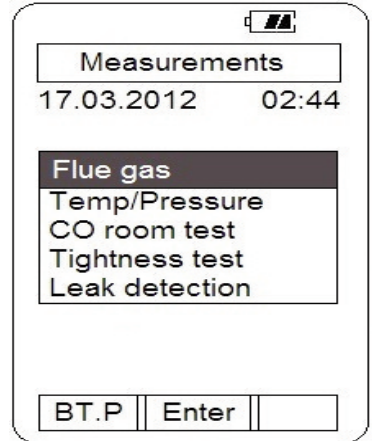 Measurements
17.03.2012 02:44
Flue gas
Temp/Pressure
CO room test
Tightness test
Leak detection
BT.P Enter